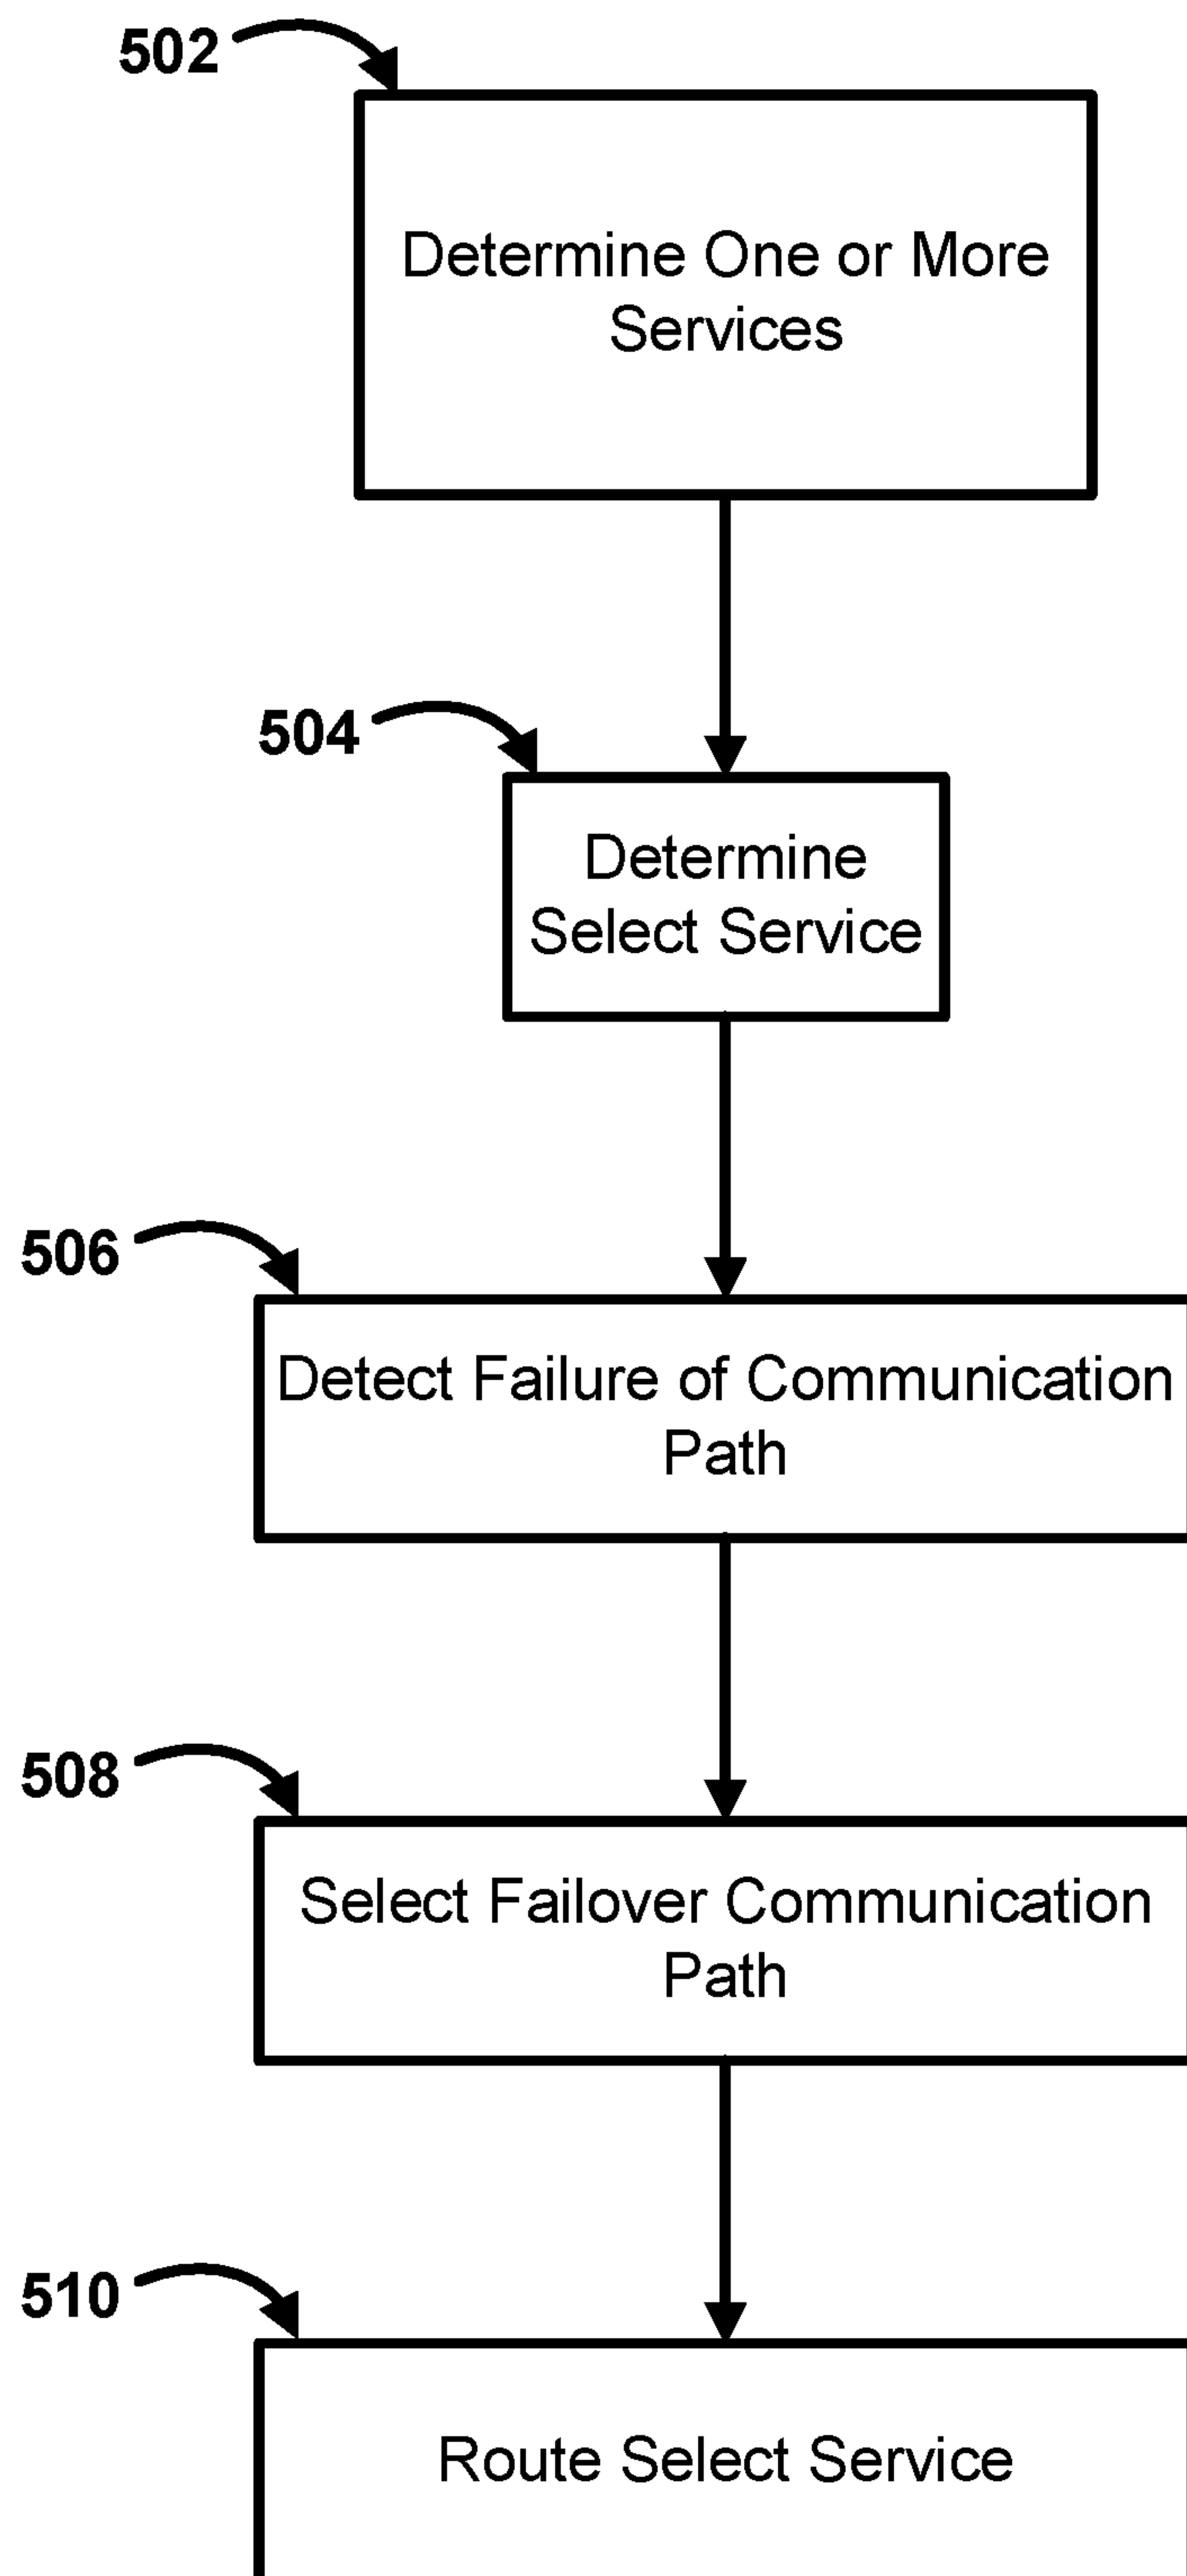 502
Determine One or More
Services
504
Determine
Select Service
506
Detect Failure of Communication
Path
508
Select Failover Communication
Path
510
Route Select Service